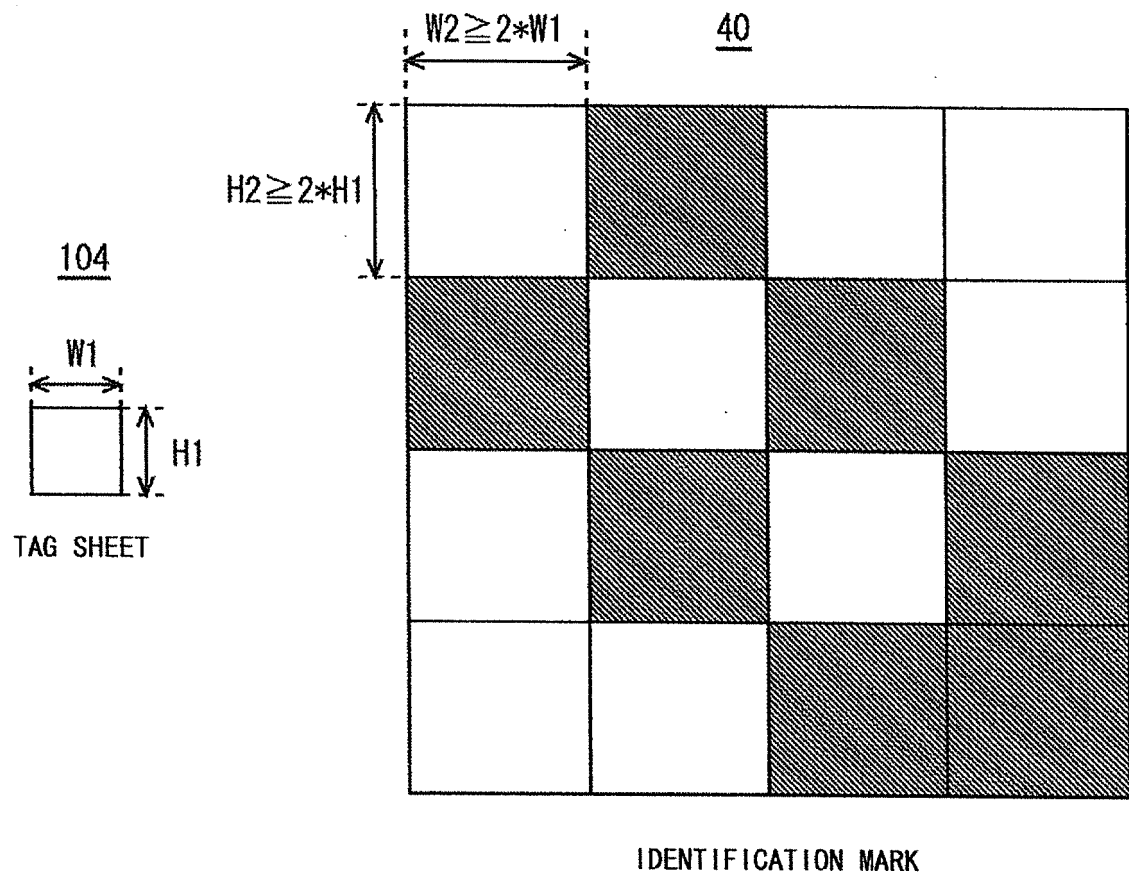 W2≧2*W1
40
H2≧2*H1
104
W1
H1
TAG SHEET
IDENTIFICATION MARK